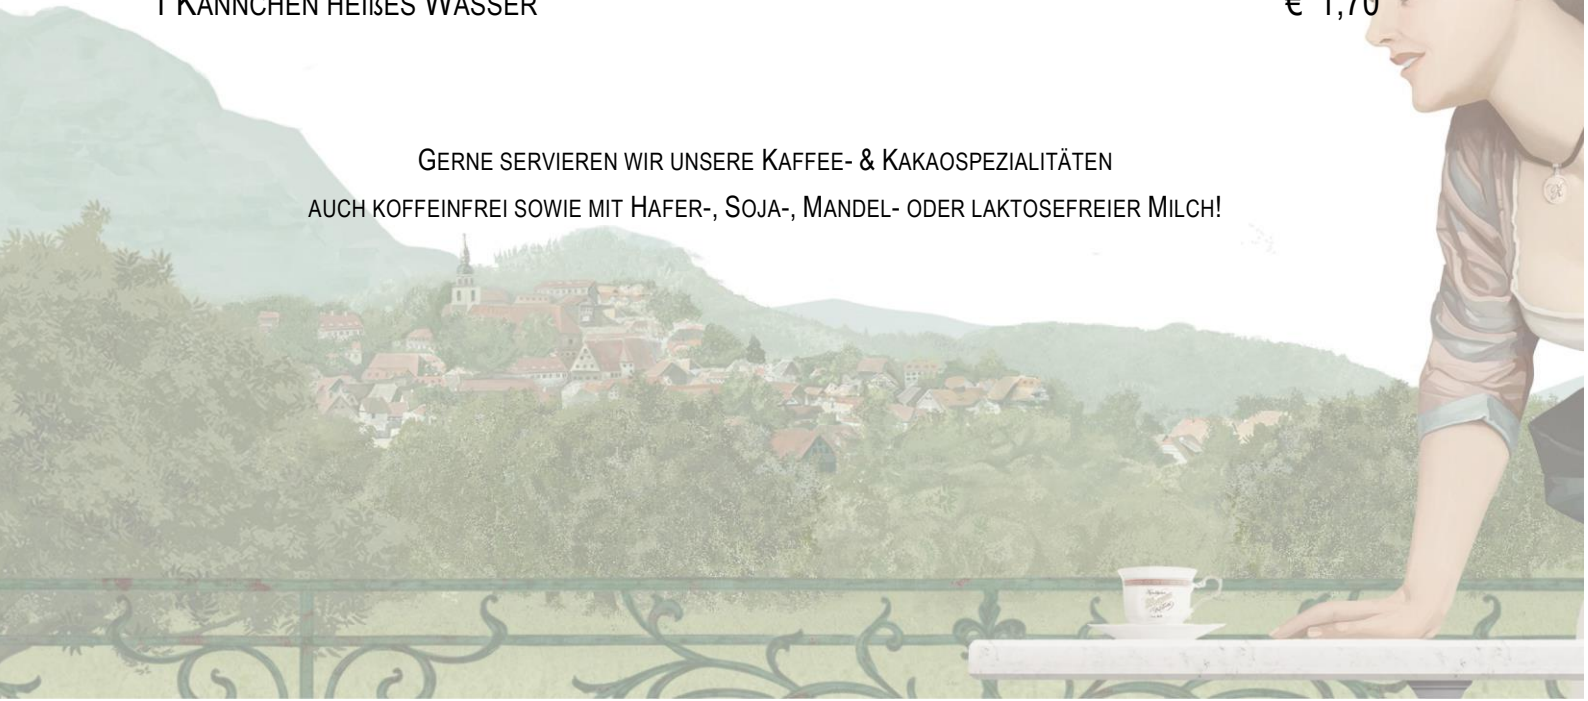 1 KÄNNCHEN HEIßES WASSER € 1,70
GERNE SERVIEREN WIR UNSERE KAFFEE- & KAKAOSPEZIALITÄTEN
AUCH KOFFEINFREI SOWIE MIT HAFER-, SOJA-, MANDEL- ODER LAKTOSEFREIER MILCH!